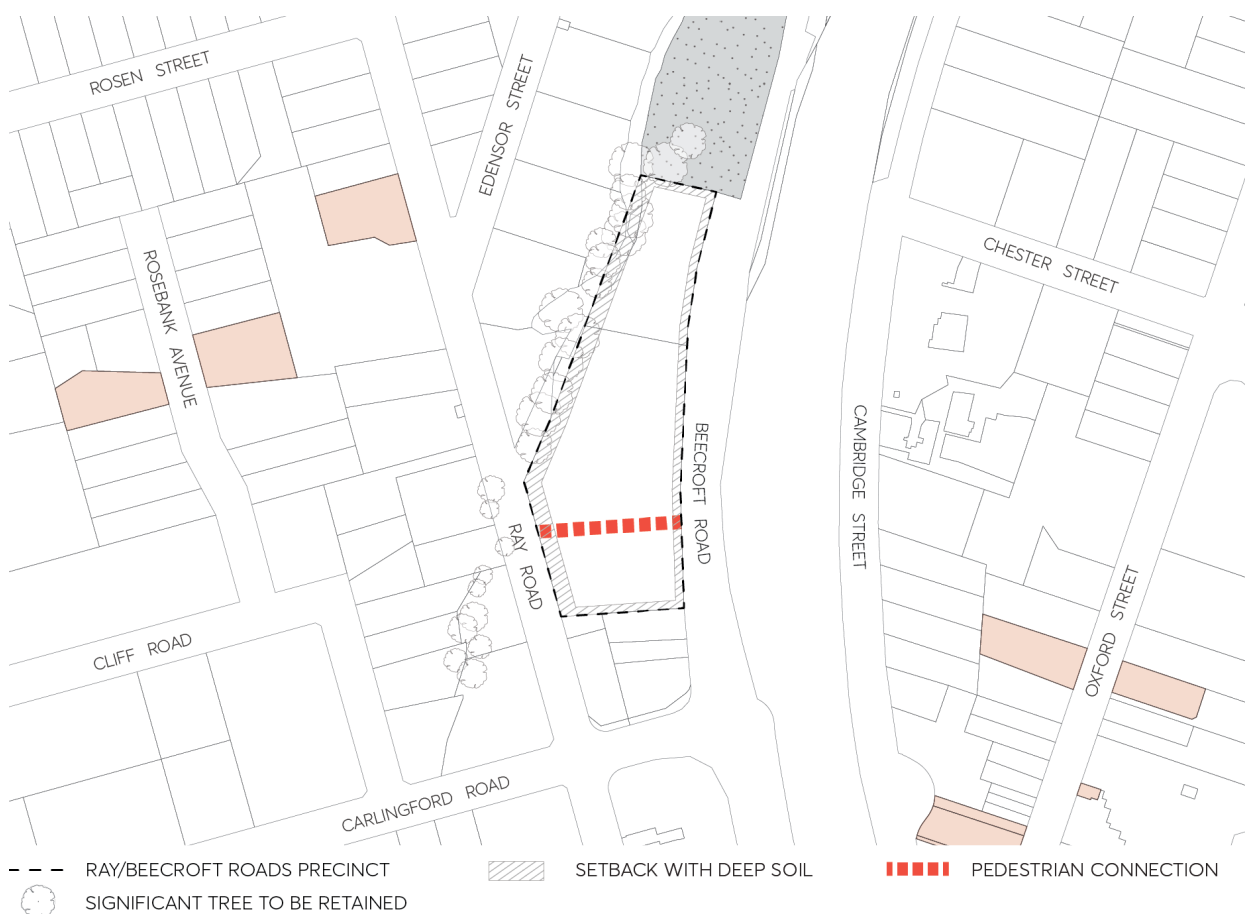 ROSEN STREET
EDENSOR STREET
ROSEBANK AVENUE
CHESTER STREET
BEECROFT ROAD
CAMBRIDGE STREET
RAY ROAD
OXFORD STREET
CLIFF ROAD
CARLINGFORD ROAD
RAY/BEECROFT ROADS PRECINCT
SETBACK WITH DEEP SOIL
PEDESTRIAN CONNECTION
SIGNIFICANT TREE TO BE RETAINED